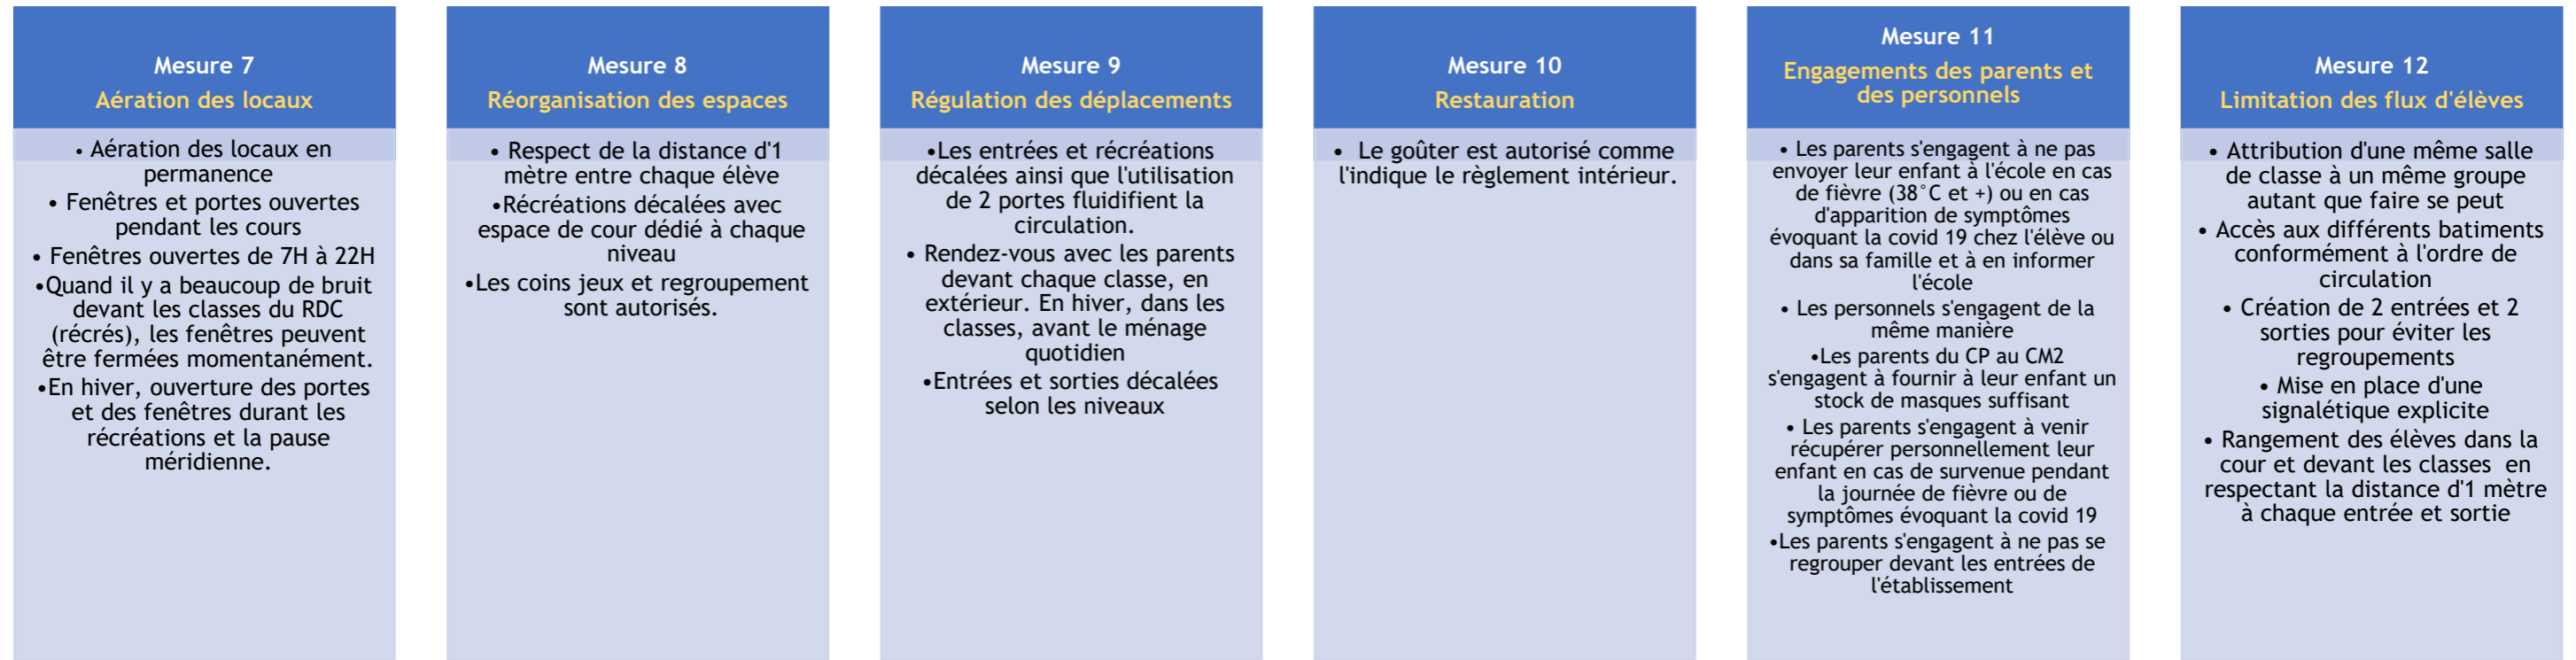 Mesure 7
Aération des locaux
• Aération des locaux en
permanence
• Fenêtres et portes ouvertes
pendant les cours
• Fenêtres ouvertes de 7H à 22H
•Quand il y a beaucoup de bruit
devant les classes du RDC
(récrés), les fenêtres peuvent
être fermées momentanément.
•En hiver, ouverture des portes
et des fenêtres durant les
récréations et la pause
méridienne.
Mesure 8
Réorganisation des espaces
• Respect de la distance d'1
mètre entre chaque élève
•Récréations décalées avec
espace de cour dédié à chaque
niveau
•Les coins jeux et regroupement
sont autorisés.
Mesure 9
Régulation des déplacements
•Les entrées et récréations
décalées ainsi que l'utilisation
de 2 portes fluidifient la
circulation.
• Rendez-vous avec les parents
devant chaque classe, en
extérieur. En hiver, dans les
classes, avant le ménage
quotidien
•Entrées et sorties décalées
selon les niveaux
Mesure 10
Restauration
• Le goûter est autorisé comme
l'indique le règlement intérieur.
Mesure 11
Engagements des parents et
des personnels
• Les parents s'engagent à ne pas
envoyer leur enfant à l'école en cas
de fièvre (38°C et +) ou en cas
d'apparition de symptômes
évoquant la covid 19 chez l'élève ou
dans sa famille et à en informer
l'école
• Les personnels s'engagent de la
même manière
•Les parents du CP au CM2
s'engagent à fournir à leur enfant un
stock de masques suffisant
• Les parents s'engagent à venir
récupérer personnellement leur
enfant en cas de survenue pendant
la journée de fièvre ou de
symptômes évoquant la covid 19
•Les parents s'engagent à ne pas se
regrouper devant les entrées de
l'établissement
Mesure 12
Limitation des flux d'élèves
• Attribution d'une même salle
de classe à un même groupe
autant que faire se peut
• Accès aux différents batiments
conformément à l'ordre de
circulation
• Création de 2 entrées et 2
sorties pour éviter les
regroupements
• Mise en place d'une
signalétique explicite
• Rangement des élèves dans la
cour et devant les classes  en
respectant la distance d'1 mètre
à chaque entrée et sortie